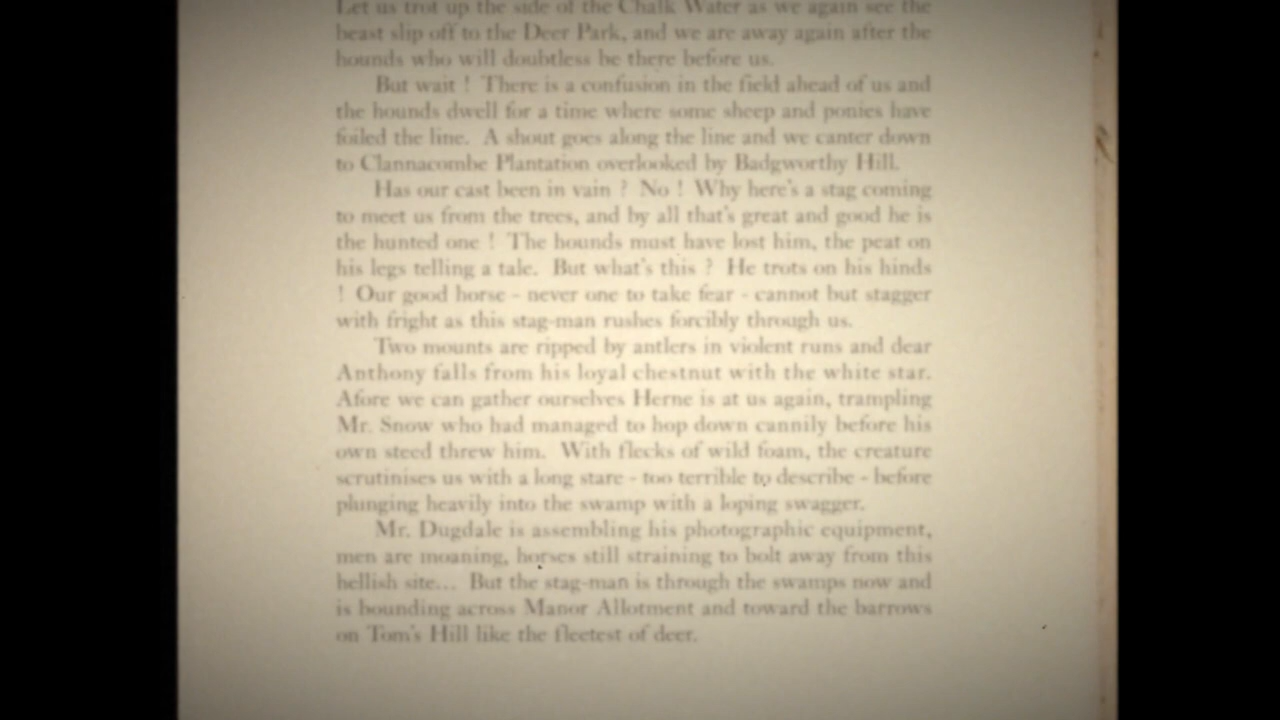 Let us trot up the side of the Chalk Water as we again see the
beast slip off to the Deer Park, and we are away again after the
hounds who will doubtless be there before us.
But wait ! There is a confusion in the field ahead of us and
the hounds dwell for a time where some sheep and ponies have
foiled the line. A shout goes along the line and we canter down
to Clannacombe Plantation overlooked by Badgworthy Hill.
Has our cast been in vain ? No ! Why here's a stag coming
to meet us from the trees, and by all that's great and good he is
the hunted one ! The hounds must have lost him, the peat on
his legs telling a tale. But what's this ? He trots on his hinds
! Our good horse - never one to take fear - cannot but stagger
with fright as this stag-man rushes forcibly through us.
Two mounts are ripped by antlers in violent runs and dear
Anthony falls from his loyal chestnut with the white star.
Afore we can gather ourselves Herne is at us again, trampling
Mr. Snow who had managed to hop down cannily before his
own steed threw him. With flecks of wild foam, the creature
scrutinises us with a long stare - too terrible to describe - before
plunging heavily into the swamp with a loping swagger.
Mr. Dugdale is assembling his photographic equipment,
men are moaning, horses still straining to bolt away from this
hellish site... But the stag-man is through the swamps now and
is bounding across Manor Allotment and toward the barrows
on Tom's Hill like the fleetest of deer.